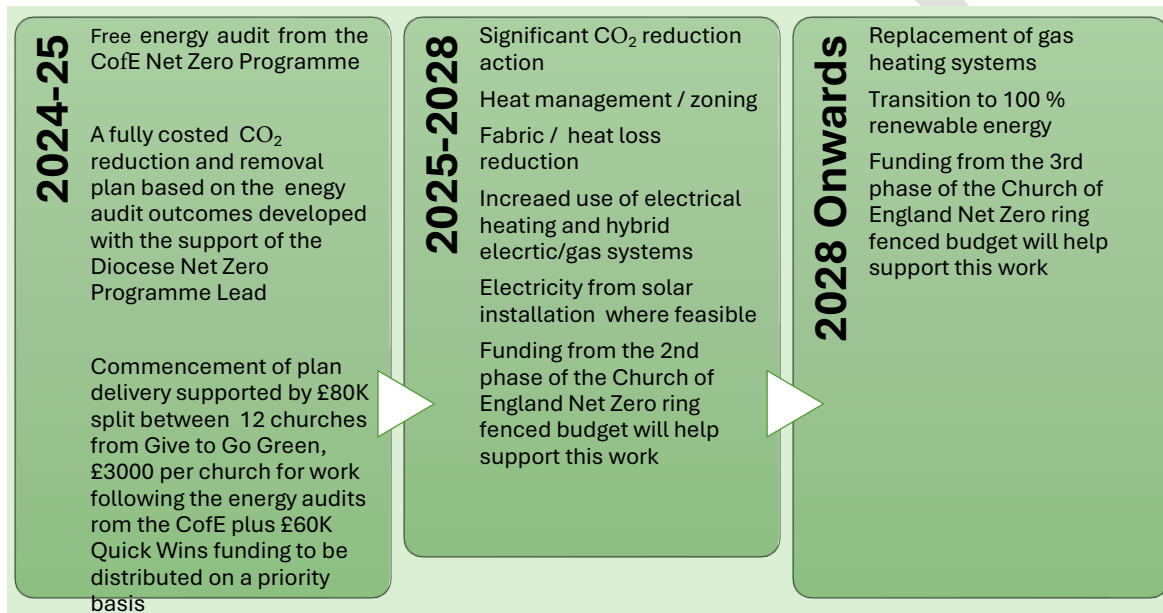 2024-25
Free energy audit from the
CofE Net Zero Programme
A fully costed CO₂
reduction and removal
plan based on the enegy
audit outcomes developed
with the support of the
Diocese Net Zero
Programme Lead
Commencement of plan
delivery supported by £80K
split between 12 churches
from Give to Go Green,
£3000 per church for work
following the energy audits
rom the CofE plus £60K
Quick Wins funding to be
distributed on a priority
basis
2025-2028
Significant CO₂ reduction
action
Heat management / zoning
Fabric / heat loss
reduction
Increaed use of electrical
heating and hybrid
elecrtic/gas systems
Electricity from solar
installation where feasible
Funding from the 2nd
phase of the Church of
England Net Zero ring
fenced budget will help
support this work
2028 Onwards
Replacement of gas
heating systems
Transition to 100 %
renewable energy
Funding from the 3rd
phase of the Church of
England Net Zero ring
fenced budget will help
support this work